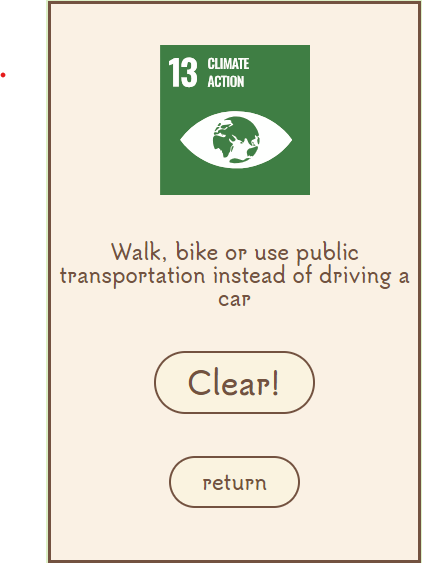 13 CLIMATE
ACTION
Walk, bike or use public
transportation instead of driving a
car
Clear!
return